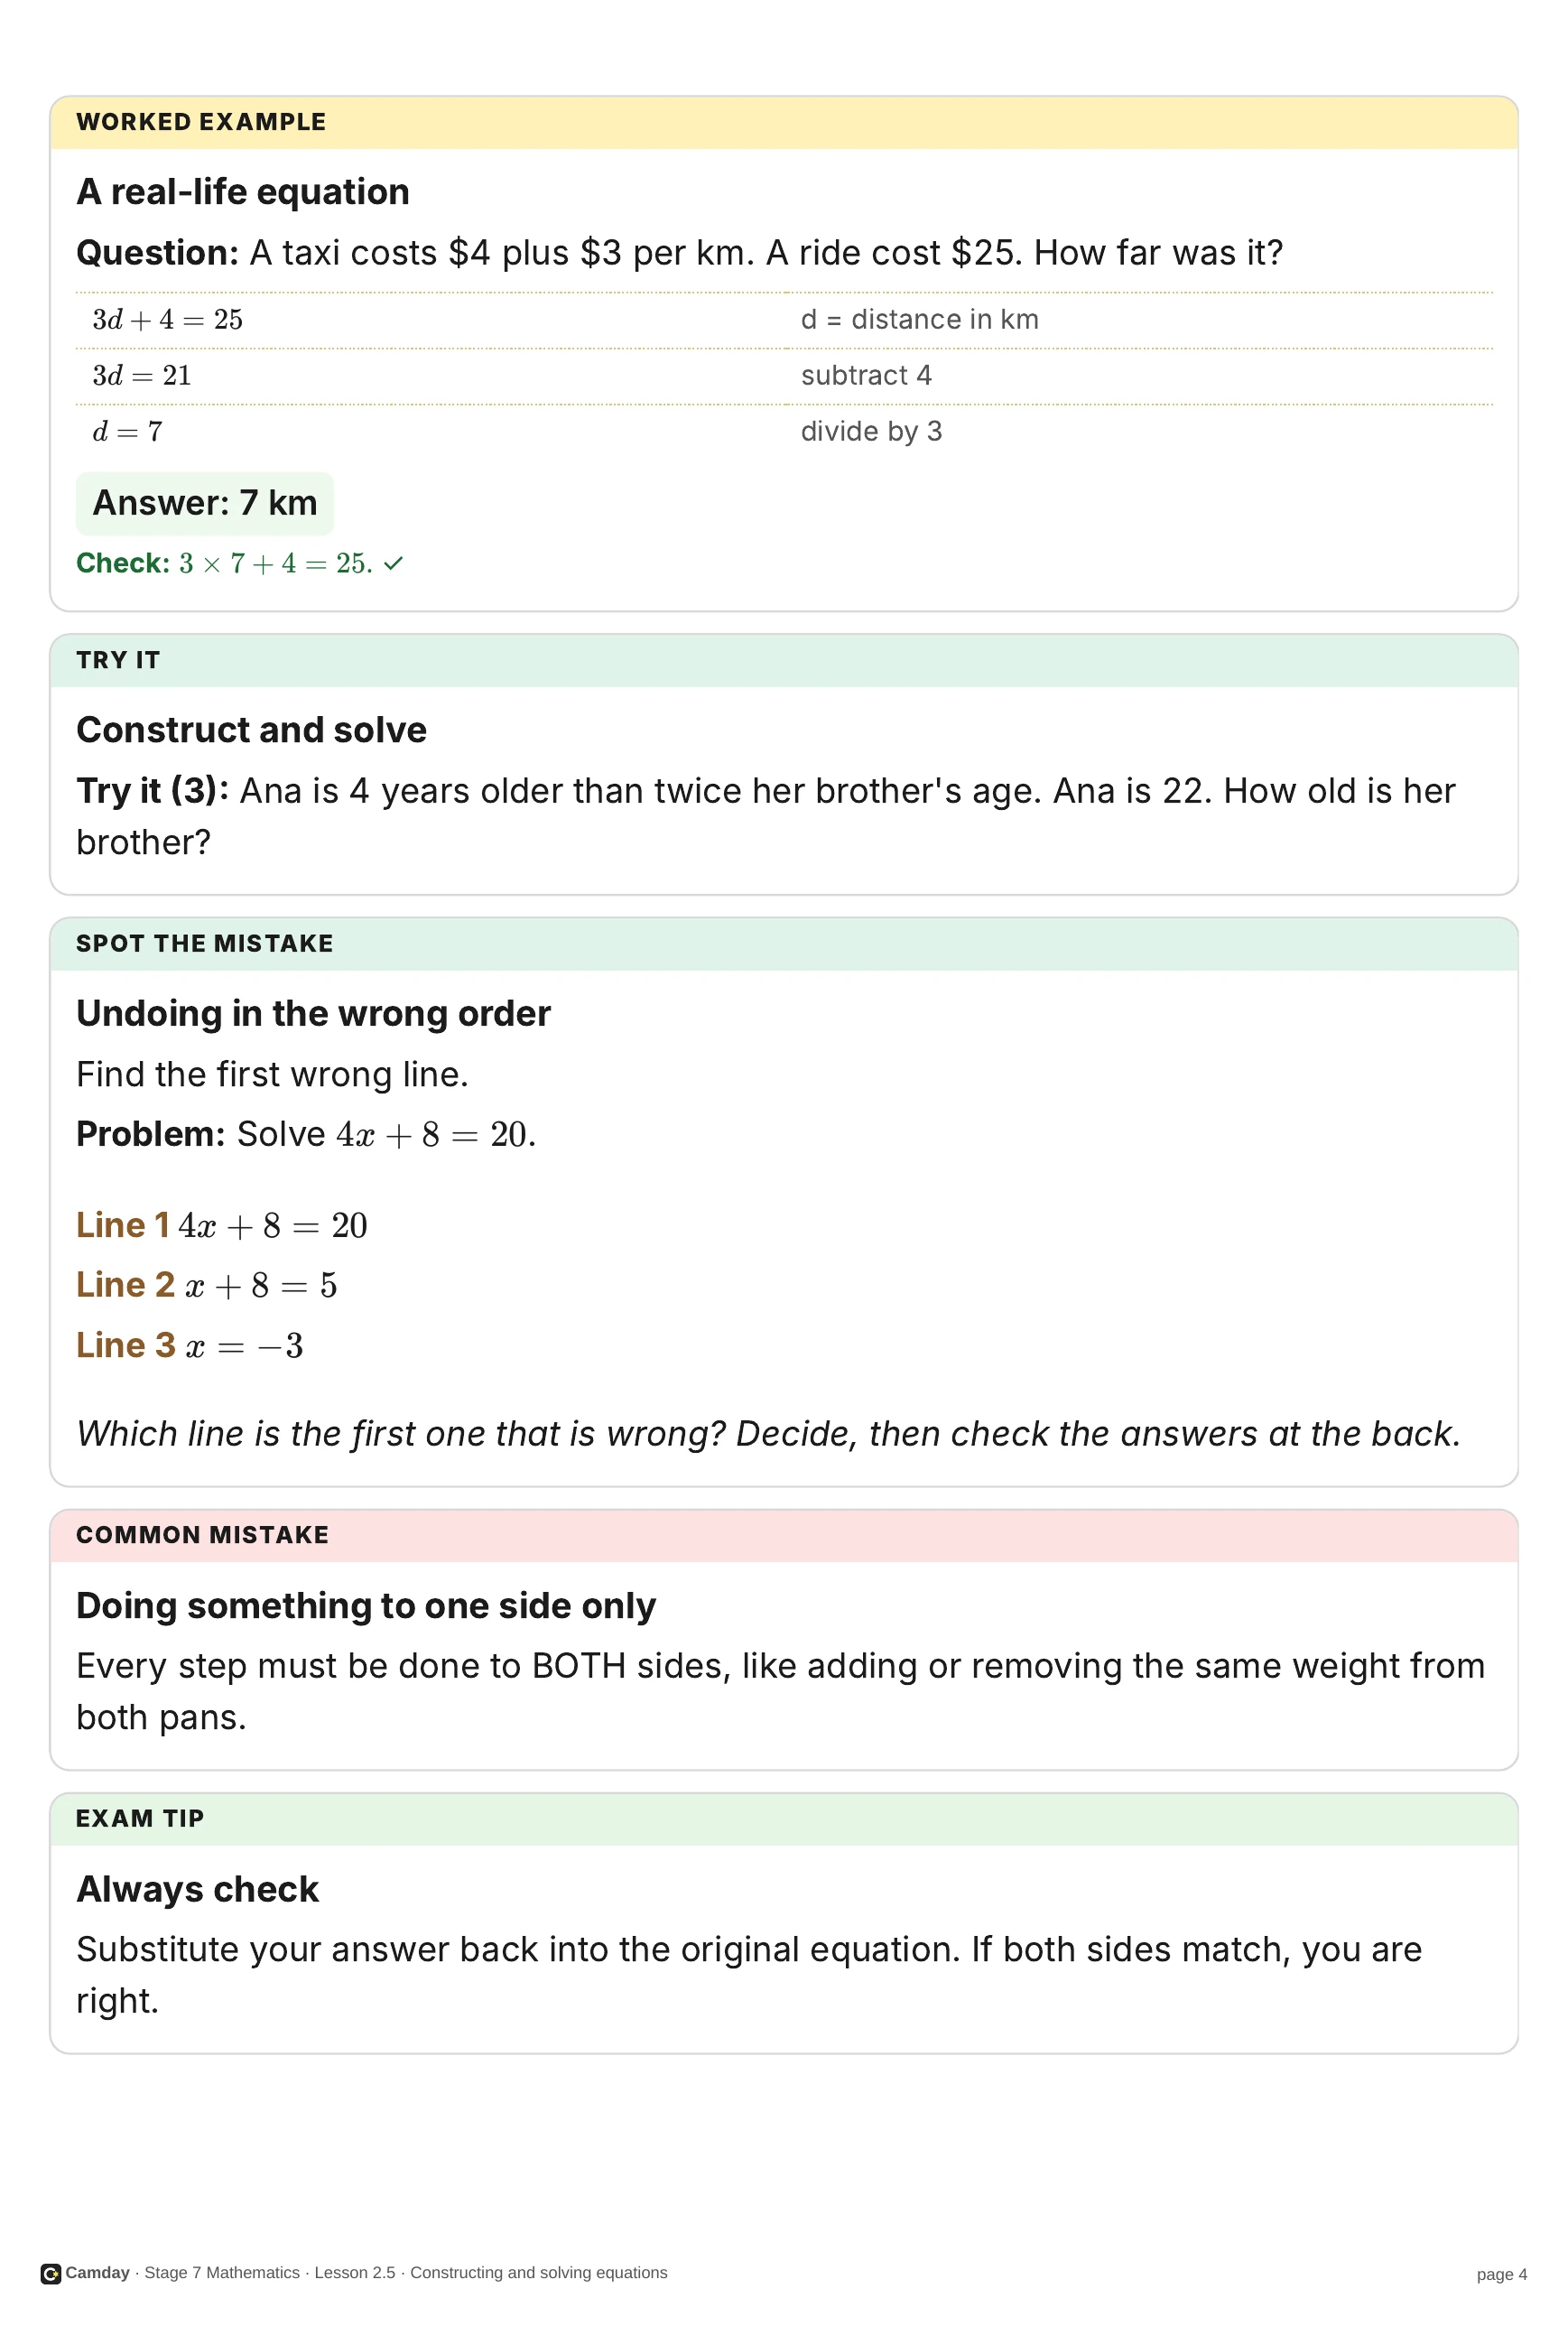 WORKED EXAMPLE
A real-life equation
Question: A taxi costs $4 plus $3 per km. A ride cost $25. How far was it?
3d + 4 = 25 d = distance in km
3d = 21 subtract 4
d = 7 divide by 3
Answer: 7 km
Check: 3 × 7 + 4 = 25. ✓
TRY IT
Construct and solve
Try it (3): Ana is 4 years older than twice her brother's age. Ana is 22. How old is her
brother?
SPOT THE MISTAKE
Undoing in the wrong order
Find the first wrong line.
Problem: Solve 4x + 8 = 20.
Line 1 4x + 8 = 20
Line 2 x + 8 = 5
Line 3 x = −3
Which line is the first one that is wrong? Decide, then check the answers at the back.
COMMON MISTAKE
Doing something to one side only
Every step must be done to BOTH sides, like adding or removing the same weight from
both pans.
EXAM TIP
Always check
Substitute your answer back into the original equation. If both sides match, you are
right.
Camday · Stage 7 Mathematics · Lesson 2.5 · Constructing and solving equations page 4